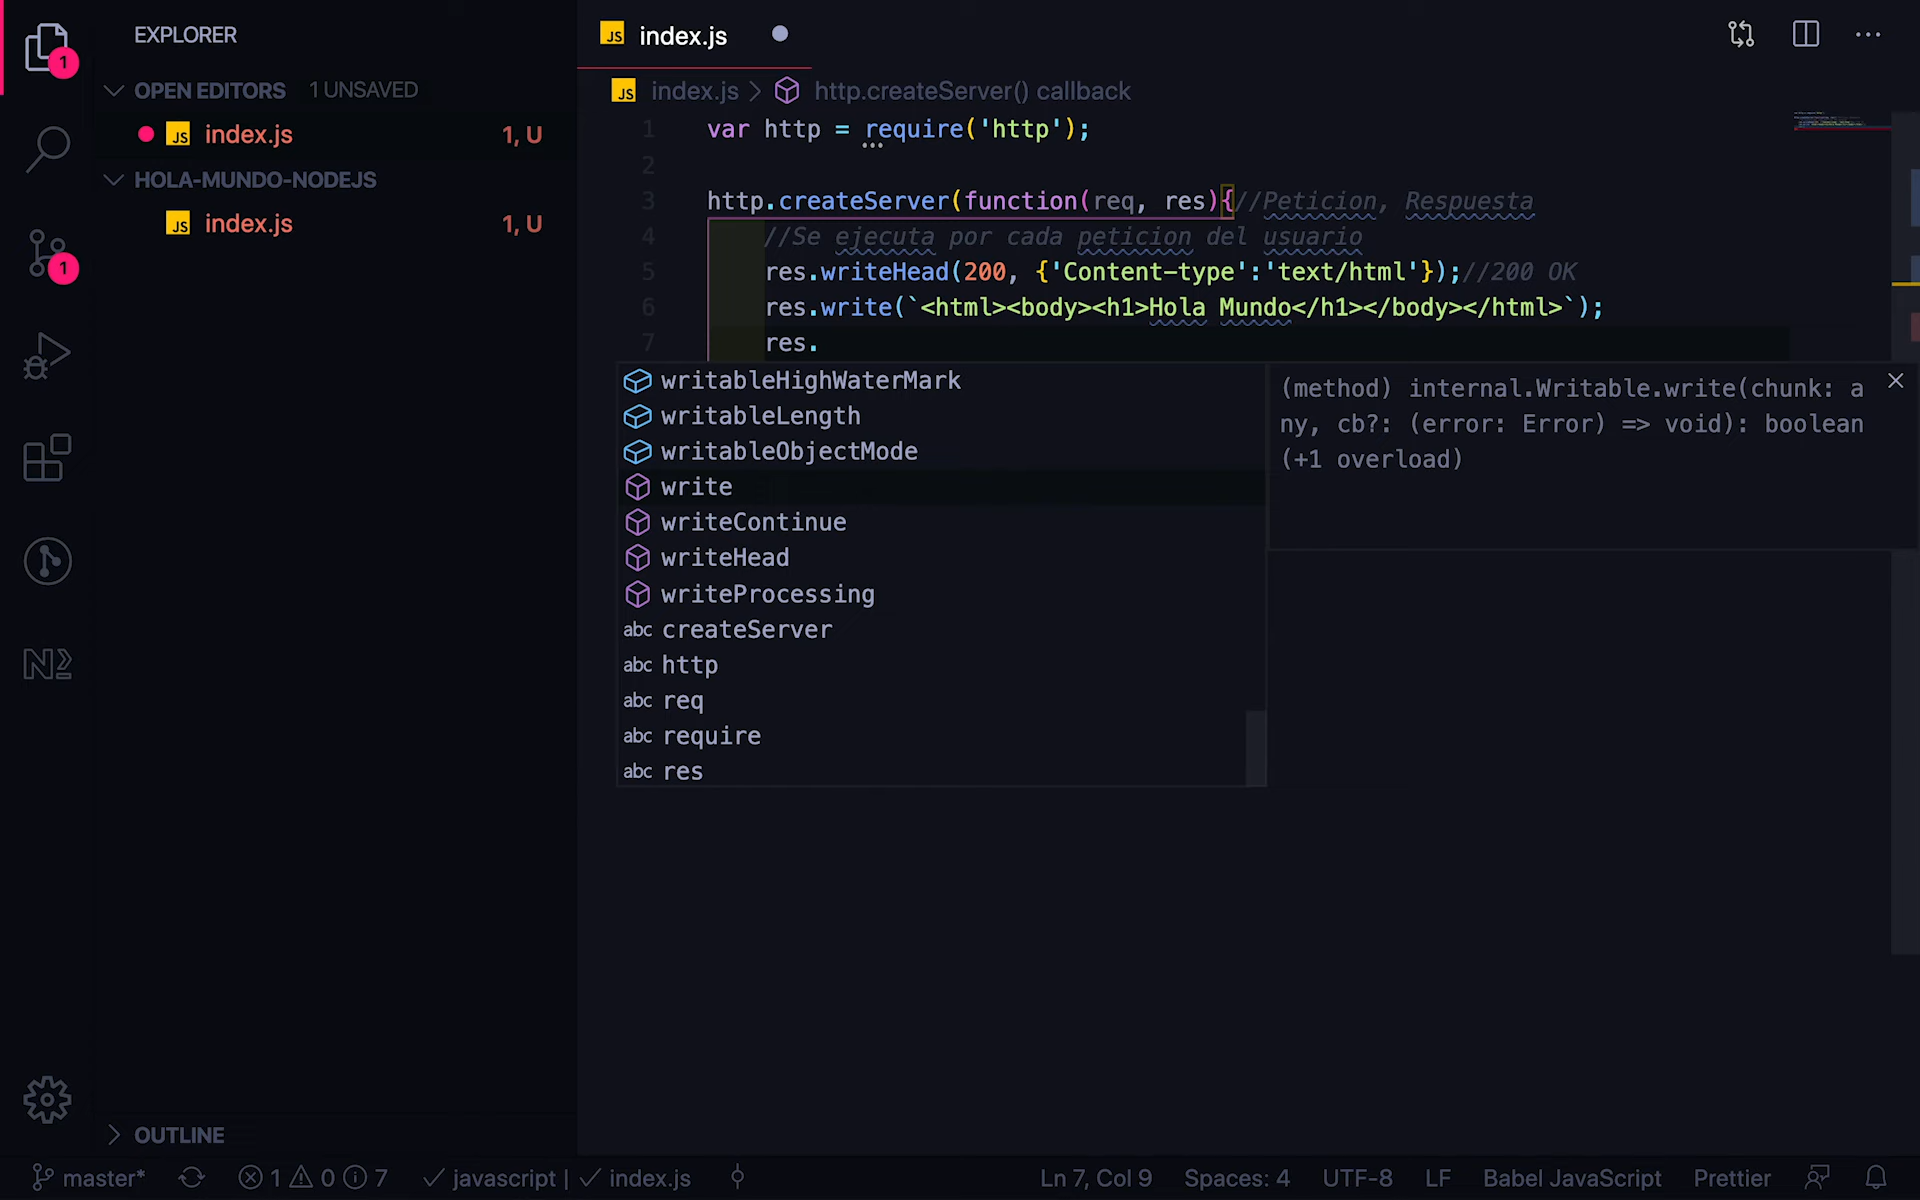 EXPLORER
OPEN EDITORS 1 UNSAVED
JS index.js 1, U
HOLA-MUNDO-NODEJS
JS index.js 1, U
1
1
OUTLINE
JS index.js
JS index.js > http.createServer() callback
1 var http = require('http');
2
3 http.createServer(function(req, res){//Peticion, Respuesta
4 //Se ejecuta por cada peticion del usuario
5 res.writeHead(200, {'Content-type':'text/html'});//200 OK
6 res.write(`<html><body><h1>Hola Mundo</h1></body></html>`);
7 res.
writableHighWaterMark
writableLength
writableObjectMode
write
writeContinue
writeHead
writeProcessing
abc createServer
abc http
abc req
abc require
abc res
(method) internal.Writable.write(chunk: a
ny, cb?: (error: Error) => void): boolean
(+1 overload)
master* 1 0 7 javascript | index.js Ln 7, Col 9 Spaces: 4 UTF-8 LF Babel JavaScript Prettier